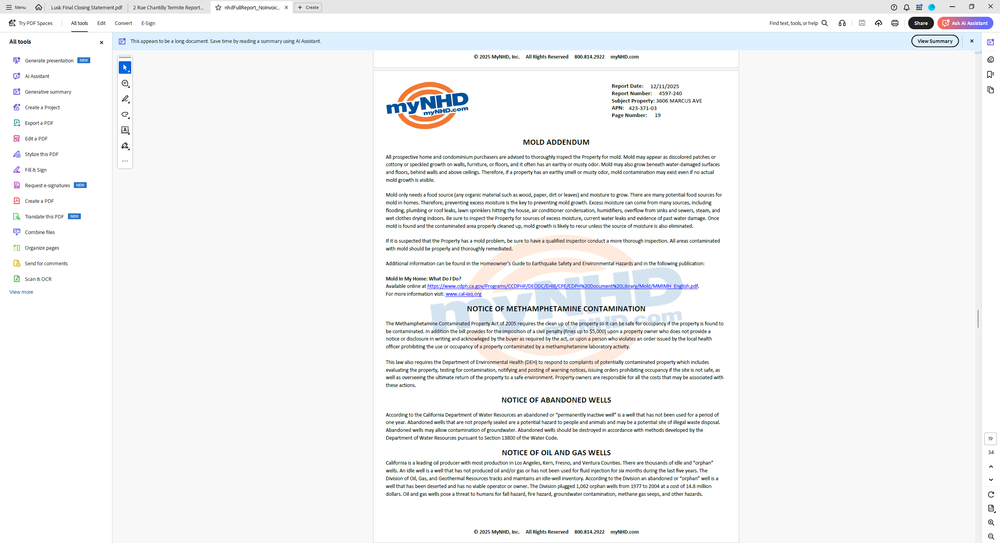 Menu
Lusk Final Closing Statement.pdf
2 Rue Chantilly Termite Report....
nhdFullReport_NoInvoic...
Create
Try PDF Spaces
All tools
Edit
Convert
E-Sign
Find text, tools, or help
Share
Ask AI Assistant
All tools
This appears to be a long document. Save time by reading a summary using AI Assistant.
View Summary
Generate presentation NEW
AI Assistant
Generative summary
Create a Project
Export a PDF
Edit a PDF
Stylize this PDF
Fill & Sign
Request e-signatures NEW
Create a PDF
Translate this PDF NEW
Combine files
Organize pages
Send for comments
Scan & OCR
View more
© 2025 MyNHD, Inc. All Rights Reserved 800.814.2922 myNHD.com
myNHD
myNHD.com
Report Date: 12/11/2025
Report Number: 4597-240
Subject Property: 3606 MARCUS AVE
APN: 423-371-03
Page Number: 19
MOLD ADDENDUM
All prospective home and condominium purchasers are advised to thoroughly inspect the Property for mold. Mold may appear as discolored patches or
cottony or speckled growth on walls, furniture, or floors, and it often has an earthy or musty odor. Mold may also grow beneath water-damaged surfaces
and floors, behind walls and above ceilings. Therefore, if a property has an earthy smell or musty odor, mold contamination may exist even if no actual
mold growth is visible.
Mold only needs a food source (any organic material such as wood, paper, dirt or leaves) and moisture to grow. There are many potential food sources for
mold in homes. Therefore, preventing excess moisture is the key to preventing mold growth. Excess moisture can come from many sources, including
flooding, plumbing or roof leaks, lawn sprinklers hitting the house, air conditioner condensation, humidifiers, overflow from sinks and sewers, steam, and
wet clothes drying indoors. Be sure to inspect the Property for sources of excess moisture, current water leaks and evidence of past water damage. Once
mold is found and the contaminated area properly cleaned up, mold growth is likely to recur unless the source of moisture is also eliminated.
If it is suspected that the Property has a mold problem, be sure to have a qualified inspector conduct a more thorough inspection. All areas contaminated
with mold should be properly and thoroughly remediated.
Additional information can be found in the Homeowner’s Guide to Earthquake Safety and Environmental Hazards and in the following publication:
Mold In My Home: What Do I Do?
Available online at https://www.cdph.ca.gov/Programs/CCDPHP/DEODC/EHIB/CPE/CDPH%20Document%20Library/Mold/MMIMH_English.pdf.
For more information visit: www.cal-iaq.org
myNHD
myNHD.com
NOTICE OF METHAMPHETAMINE CONTAMINATION
The Methamphetamine Contaminated Property Act of 2005 requires the clean up of the property so it can be safe for occupancy if the property is found to
be contaminated. In addition the bill provides for the imposition of a civil penalty (fines up to $5,000) upon a property owner who does not provide a
notice or disclosure in writing and acknowleged by the buyer as required by the act, or upon a person who violates an order issued by the local health
officer prohibiting the use or occupancy of a property contaminated by a methamphetamine laboratory activity.
This law also requires the Department of Environmental Health (DEH) to respond to complaints of potentially contaminated property which includes
evaluating the property, testing for contamination, notifying and posting of warning notices, issuing orders prohibiting occupancy if the site is not safe, as
well as overseeing the ultimate return of the property to a safe environment. Property owners are responsible for all the costs that may be associated with
these actions.
NOTICE OF ABANDONED WELLS
According to the California Department of Water Resources an abandoned or “permanently inactive well” is a well that has not been used for a period of
one year. Abandoned wells that are not properly sealed are a potential hazard to people and animals and may be a potential site of illegal waste disposal.
Abandoned wells may allow contamination of groundwater. Abandoned wells should be destroyed in accordance with methods developed by the
Department of Water Resources pursuant to Section 13800 of the Water Code.
NOTICE OF OIL AND GAS WELLS
California is a leading oil producer with most production in Los Angeles, Kern, Fresno, and Ventura Counties. There are thousands of idle and “orphan”
wells. An idle well is a well that has not produced oil and/or gas or has not been used for fluid injection for six months during the last five years. The
Division of Oil, Gas, and Geothermal Resources tracks and maintains an idle-well inventory. According to the Division an abandoned or “orphan” well is a
well that has been deserted and has no viable operator or owner. The Division plugged 1,062 orphan wells from 1977 to 2004 at a cost of 14.8 million
dollars. Oil and gas wells pose a threat to humans for fall hazard, fire hazard, groundwater contamination, methane gas seeps, and other hazards.
© 2025 MyNHD, Inc. All Rights Reserved 800.814.2922 myNHD.com
19
34